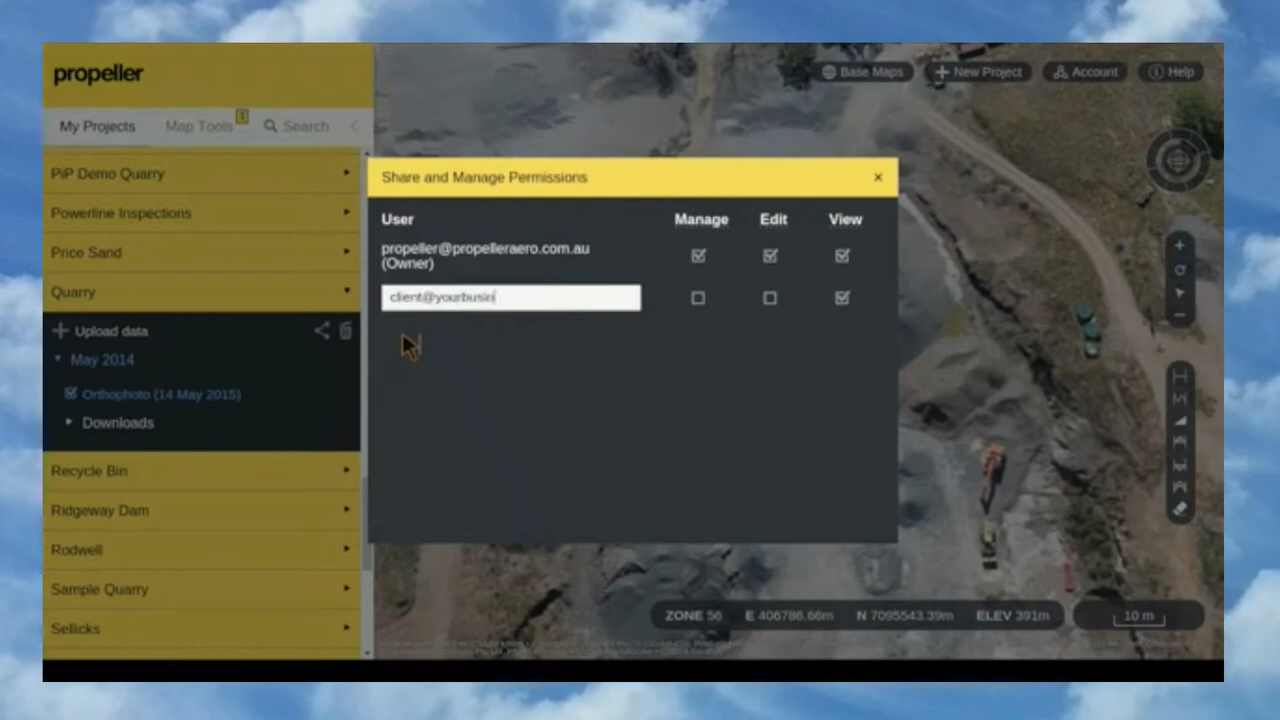 propeller
Base Maps
New Project
Account
Help
My Projects
Map Tools
1
Search
PiP Demo Quarry
Powerline Inspections
Price Sand
Quarry
Upload data
May 2014
Orthophoto (14 May 2015)
Downloads
Recycle Bin
Ridgeway Dam
Rodwell
Sample Quarry
Sellicks
Share and Manage Permissions
User Manage Edit View
propeller@propelleraero.com.au
(Owner)
client@yourbusin
ZONE 56 E 406786.66m N 7095543.39m ELEV 391m
10 m